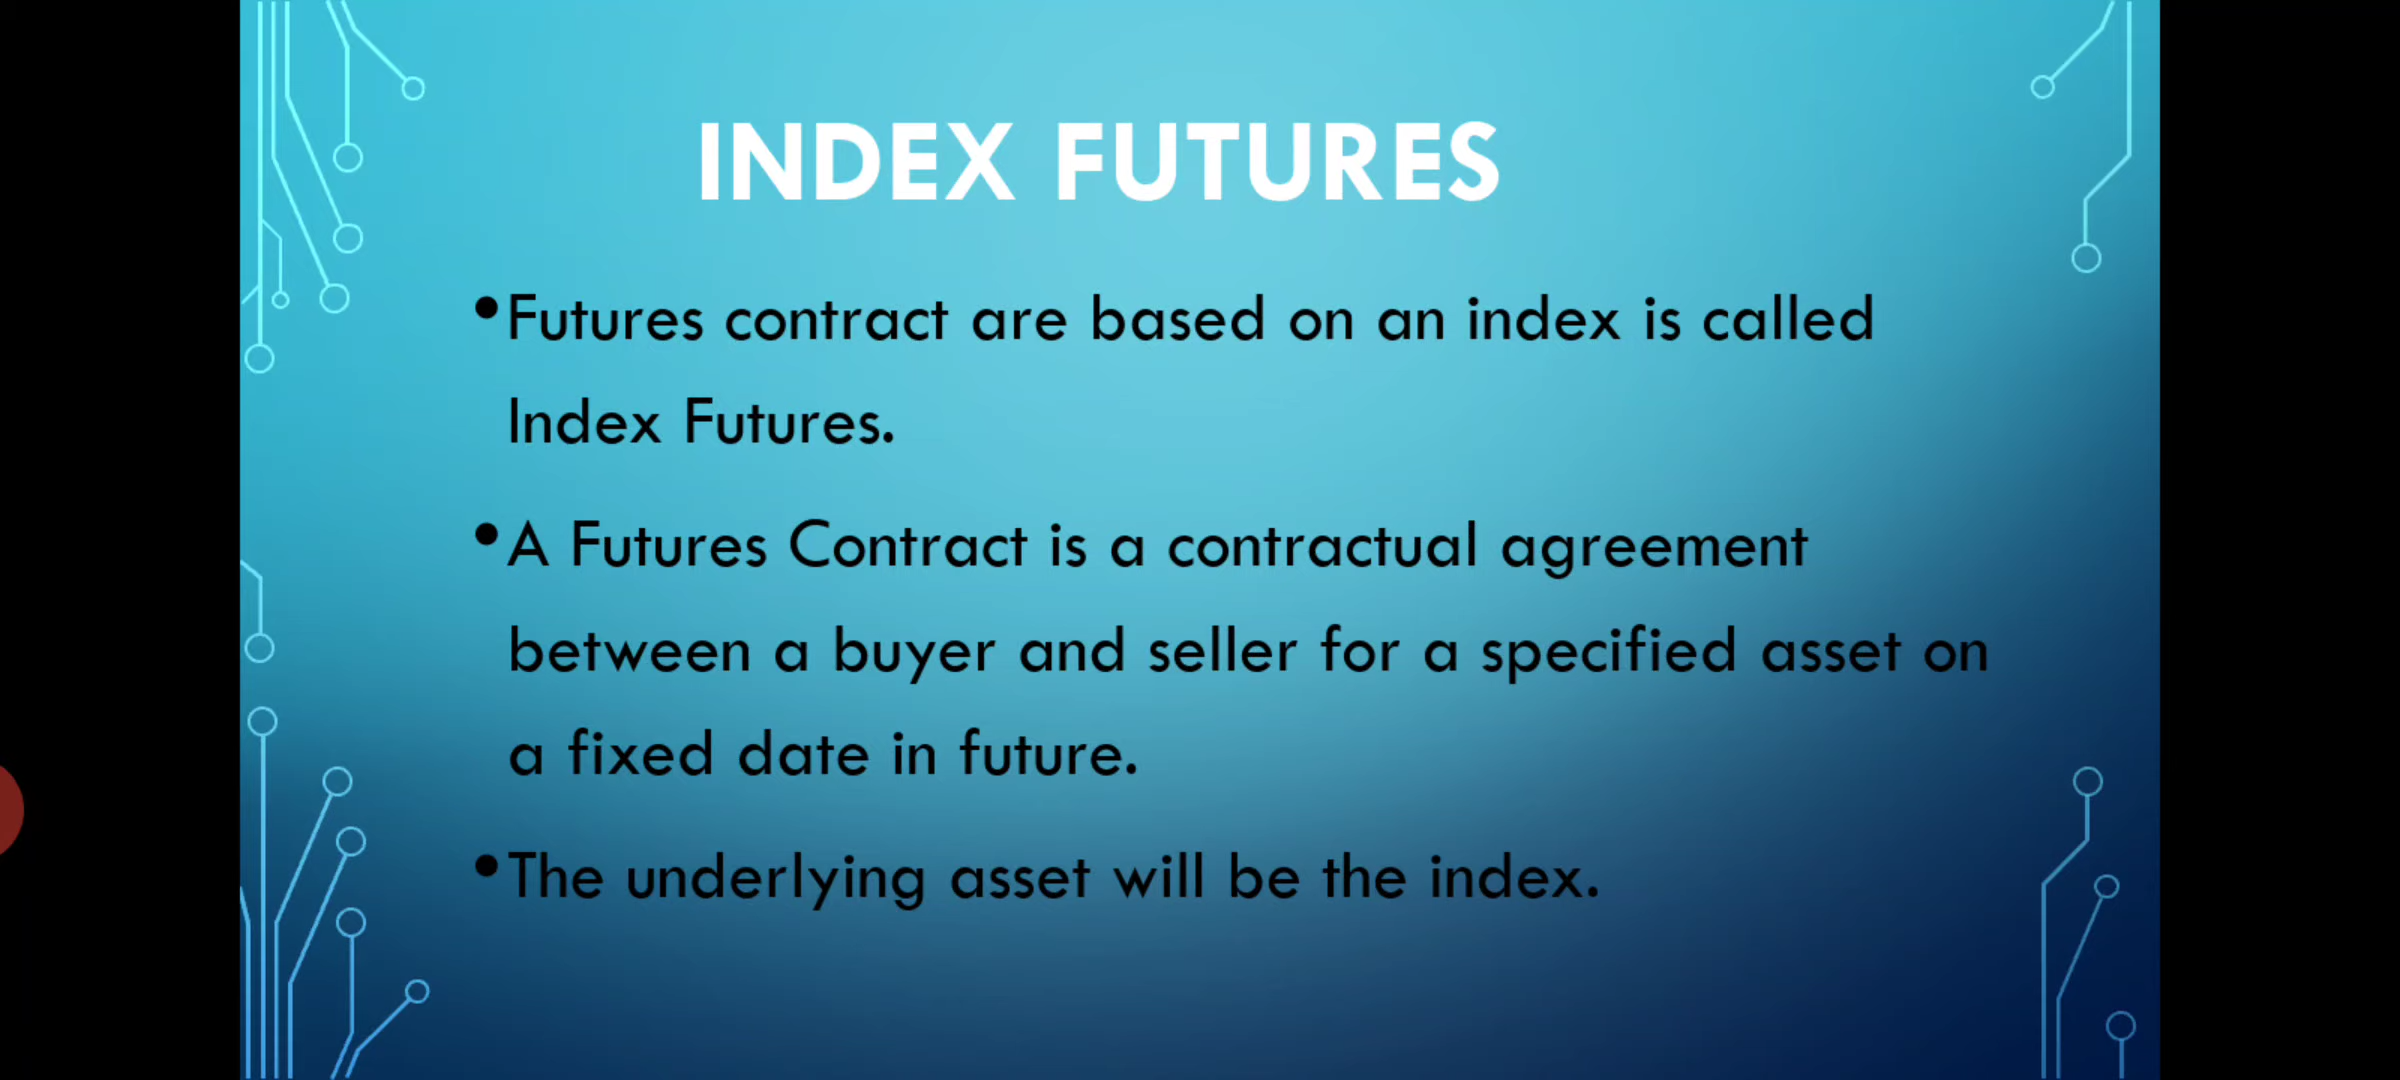 INDEX FUTURES
•Futures contract are based on an index is called
Index Futures.
•A Futures Contract is a contractual agreement
between a buyer and seller for a specified asset on
a fixed date in future.
•The underlying asset will be the index.